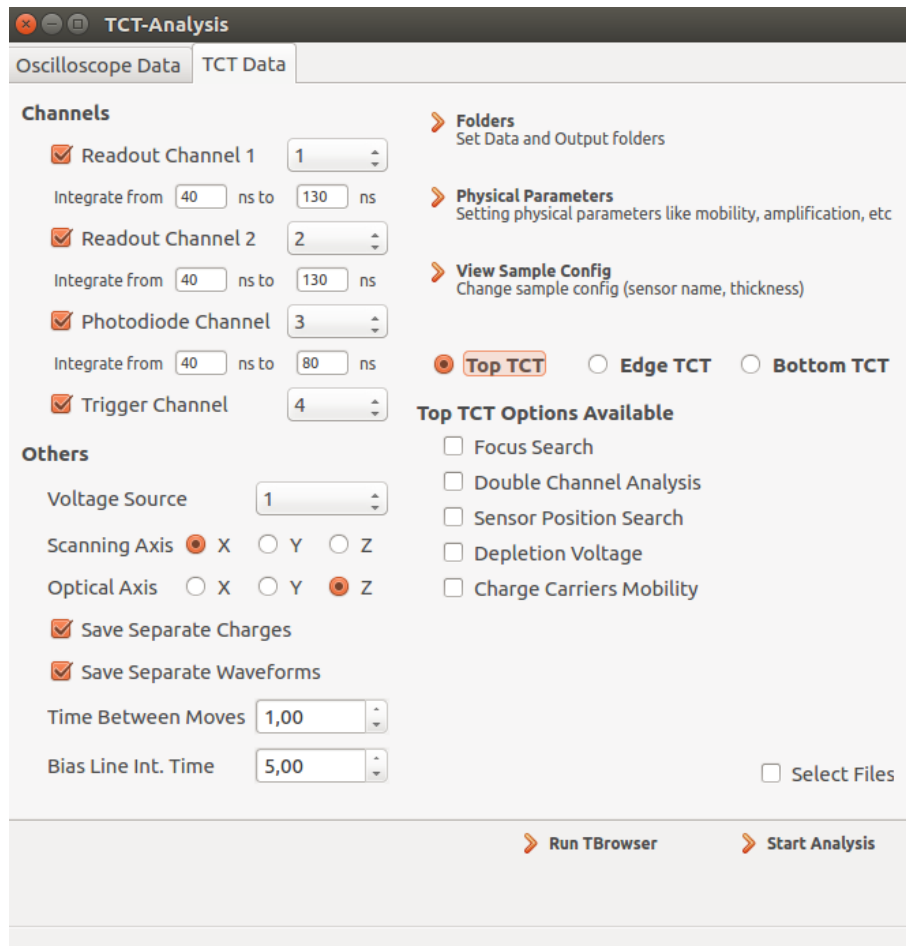 TCT-Analysis
Oscilloscope Data TCT Data
Channels
Readout Channel 1 1
Integrate from 40 ns to 130 ns
Readout Channel 2 2
Integrate from 40 ns to 130 ns
Photodiode Channel 3
Integrate from 40 ns to 80 ns
Trigger Channel 4
Others
Voltage Source 1
Scanning Axis X Y Z
Optical Axis X Y Z
Save Separate Charges
Save Separate Waveforms
Time Between Moves 1,00
Bias Line Int. Time 5,00
Folders
Set Data and Output folders
Physical Parameters
Setting physical parameters like mobility, amplification, etc
View Sample Config
Change sample config (sensor name, thickness)
Top TCT Edge TCT Bottom TCT
Top TCT Options Available
Focus Search
Double Channel Analysis
Sensor Position Search
Depletion Voltage
Charge Carriers Mobility
Select Files
Run TBrowser Start Analysis